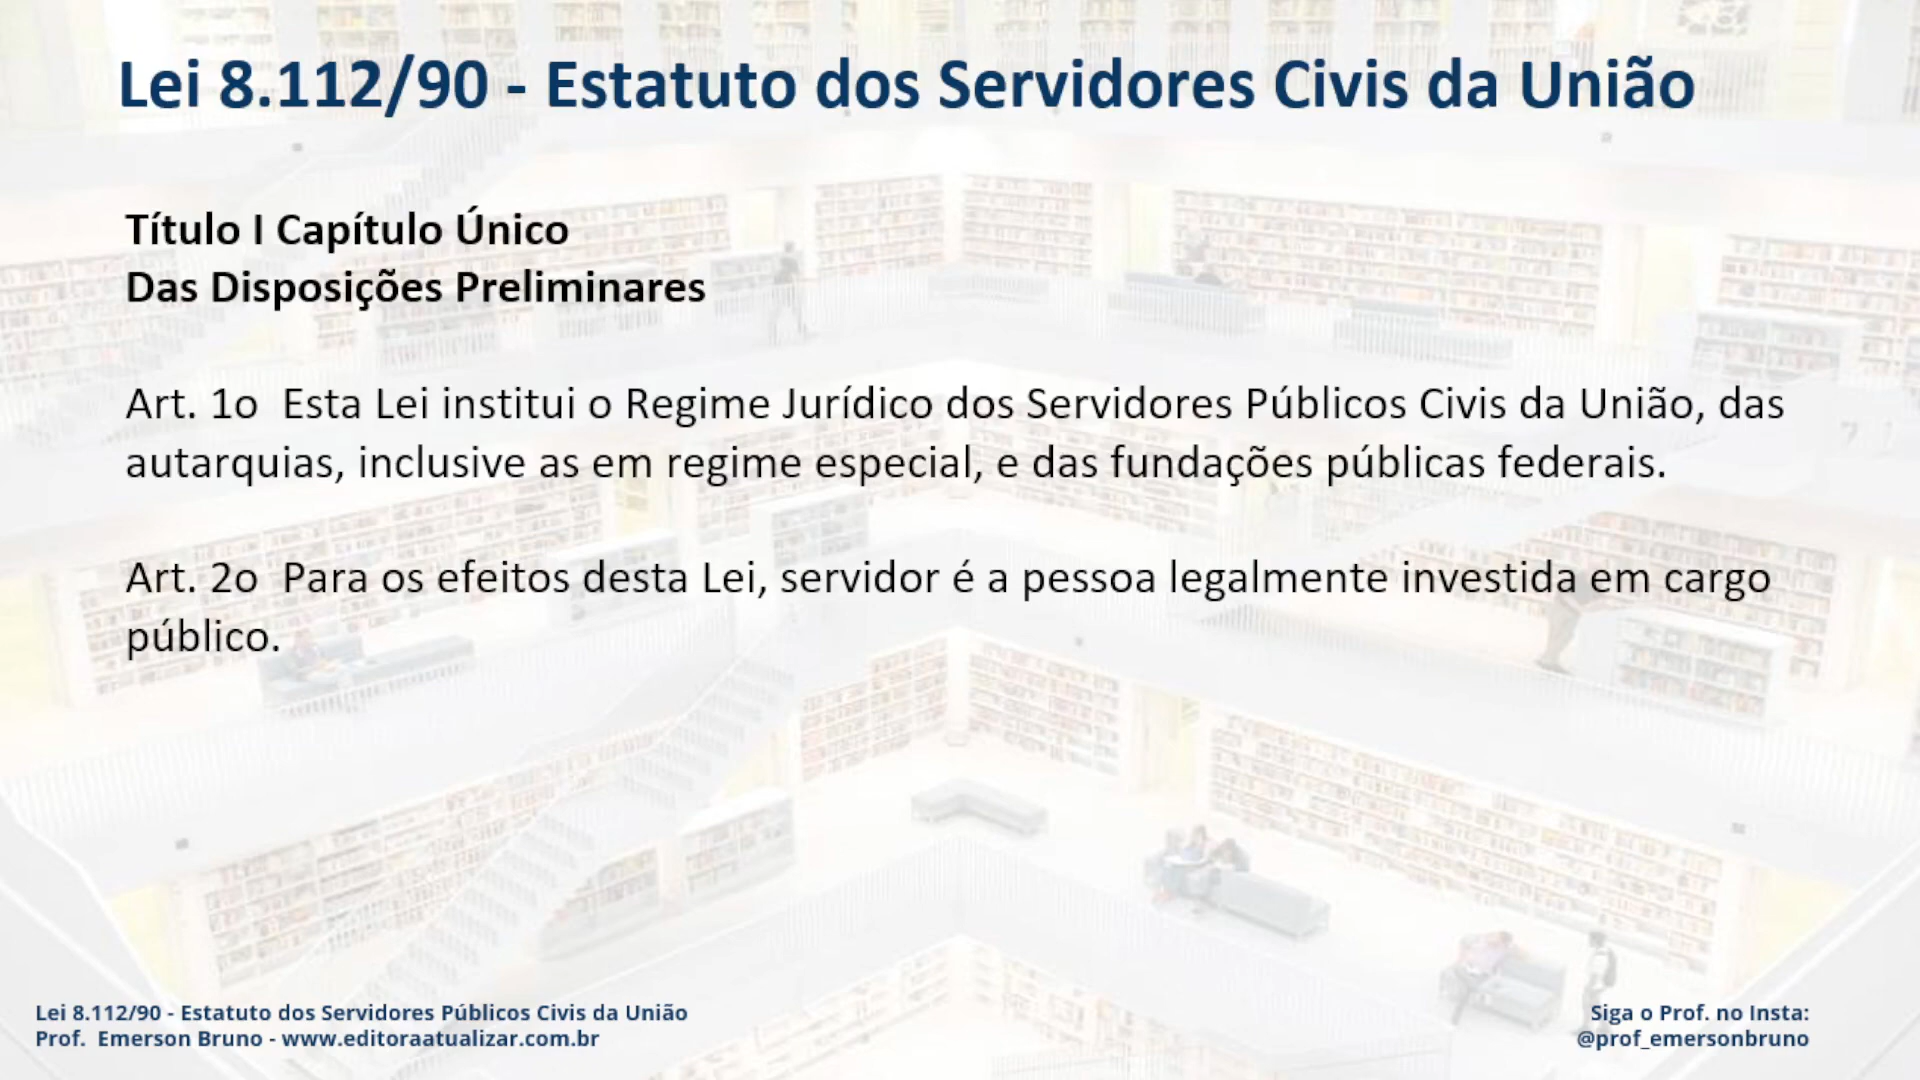 Lei 8.112/90 - Estatuto dos Servidores Civis da União
Título I Capítulo Único
Das Disposições Preliminares
Art. 1o  Esta Lei institui o Regime Jurídico dos Servidores Públicos Civis da União, das
autarquias, inclusive as em regime especial, e das fundações públicas federais.
Art. 2o  Para os efeitos desta Lei, servidor é a pessoa legalmente investida em cargo
público.
Lei 8.112/90 - Estatuto dos Servidores Públicos Civis da União
Prof.  Emerson Bruno - www.editoraatualizar.com.br
Siga o Prof. no Insta:
@prof_emersonbruno